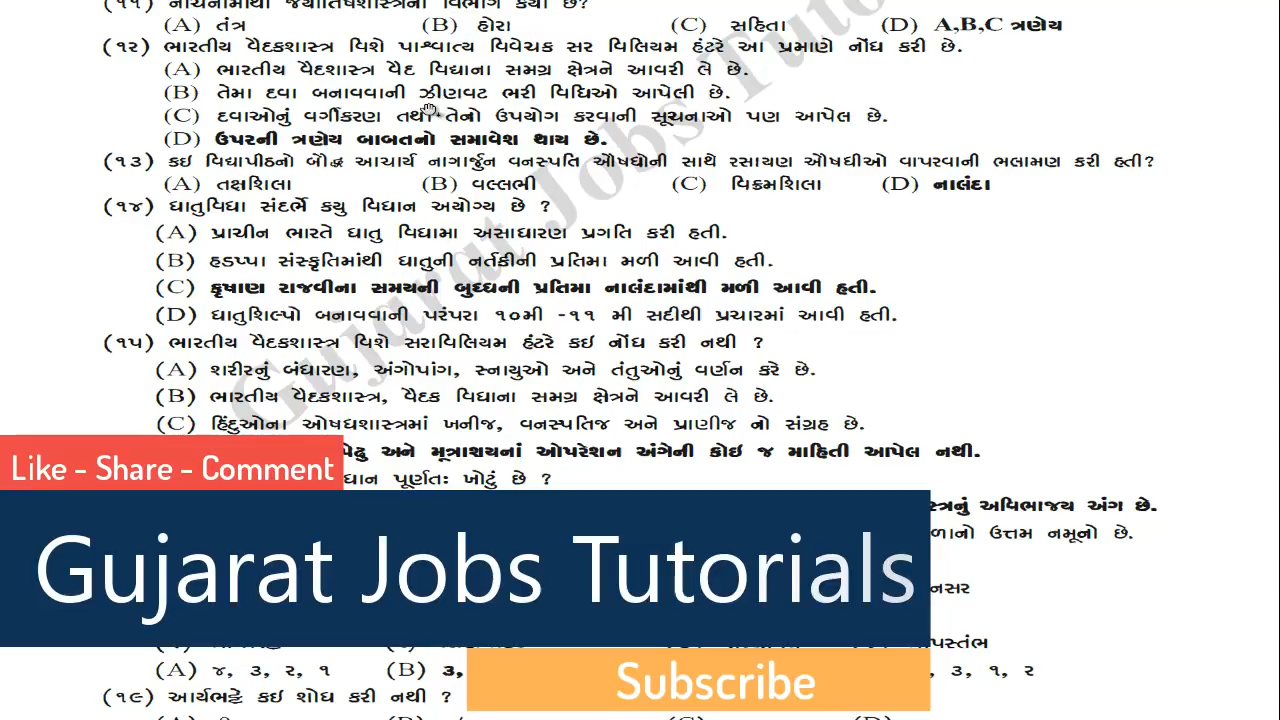 (૧૧) નીચેનામાંથી જ્યોતિષશાસ્ત્રના વિભાગ કયા છે?
(A) તંત્ર (B) હોરા (C) સંહિતા (D) A,B,C ત્રણેય
(૧૨) ભારતીય વૈદકશાસ્ત્ર વિશે પાશ્વાત્ય વિવેચક સર વિલિયમ હંટરે આ પ્રમાણે નોંધ કરી છે.
(A) ભારતીય વૈદશાસ્ત્ર વૈદ વિદ્યાના સમગ્ર ક્ષેત્રને આવરી લે છે.
(B) તેમા દવા બનાવવાની ઝીણવટ ભરી વિધિઓ આપેલી છે.
(C) દવાઓનું વર્ગીકરણ તથા તેનો ઉપયોગ કરવાની સૂચનાઓ પણ આપેલ છે.
(D) ઉપરની ત્રણેય બાબતનો સમાવેશ થાય છે.
(૧૩) કઇ વિદ્યાપીઠનો બૌદ્ધ આચાર્ય નાગાર્જુન વનસ્પતિ ઔષધોની સાથે રસાયણ ઔષધીઓ વાપરવાની ભલામણ કરી હતી?
(A) તક્ષશિલા (B) વલ્લભી (C) વિક્રમશિલા (D) નાલંદા
(૧૪) ધાતુવિદ્યા સંદર્ભે કયુ વિધાન અયોગ્ય છે ?
(A) પ્રાચીન ભારતે ધાતુ વિદ્યામા અસાધારણ પ્રગતિ કરી હતી.
(B) હડપ્પા સંસ્કૃતિમાંથી ધાતુની નર્તકીની પ્રતિમા મળી આવી હતી.
(C) કૃષાણ રાજવીના સમયની બુધ્ધની પ્રતિમા નાલંદામાંથી મળી આવી હતી.
(D) ધાતુશિલ્પો બનાવવાની પરંપરા ૧૦મી -૧૧ મી સદીથી પ્રચારમાં આવી હતી.
(૧૫) ભારતીય વૈદકશાસ્ત્ર વિશે સરાવિલિયમ હંટરે કઇ નોંધ કરી નથી ?
(A) શરીરનું બંધારણ, અંગોપાંગ, સ્નાયુઓ અને તંતુઓનું વર્ણન કરે છે.
(B) ભારતીય વૈદકશાસ્ત્ર, વૈદક વિદ્યાના સમગ્ર ક્ષેત્રને આવરી લે છે.
(C) હિંદુઓના ઔષધશાસ્ત્રમાં ખનીજ, વનસ્પતિજ અને પ્રાણીજ નો સંગ્રહ છે.
પેઢુ અને મૂત્રાશયનાં ઓપરેશન અંગેની કોઇ જ માહિતી આપેલ નથી.
Like - Share - Comment
પૂર્ણતઃ ખોટું છે ?
અવિભાજય અંગ છે.
ઉત્તમ નમૂનો છે.
Gujarat Jobs Tutorials
(A) ૪, ૩, ૨, ૧ (B) ૩, , ૩, ૧, ૨
Subscribe
(૧૯) આર્યભટ્ટે કઇ શોધ કરી નથી ?
Gujarat Jobs Tuto